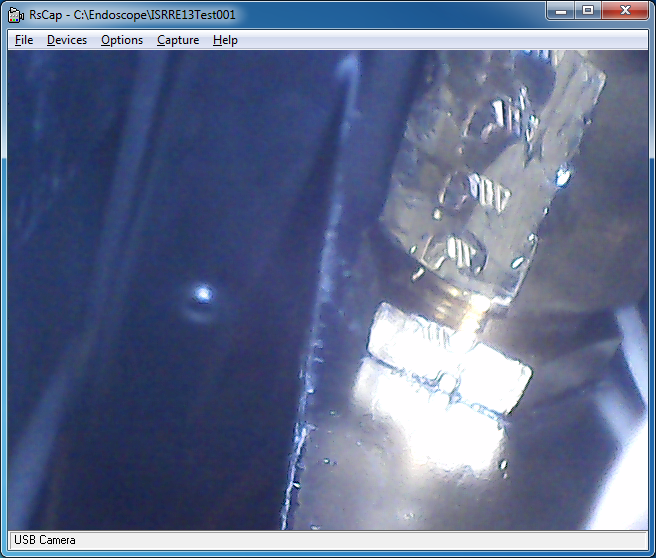 RsCap - C:\Endoscope\ISRRE13Test001
File Devices Options Capture Help
USB Camera